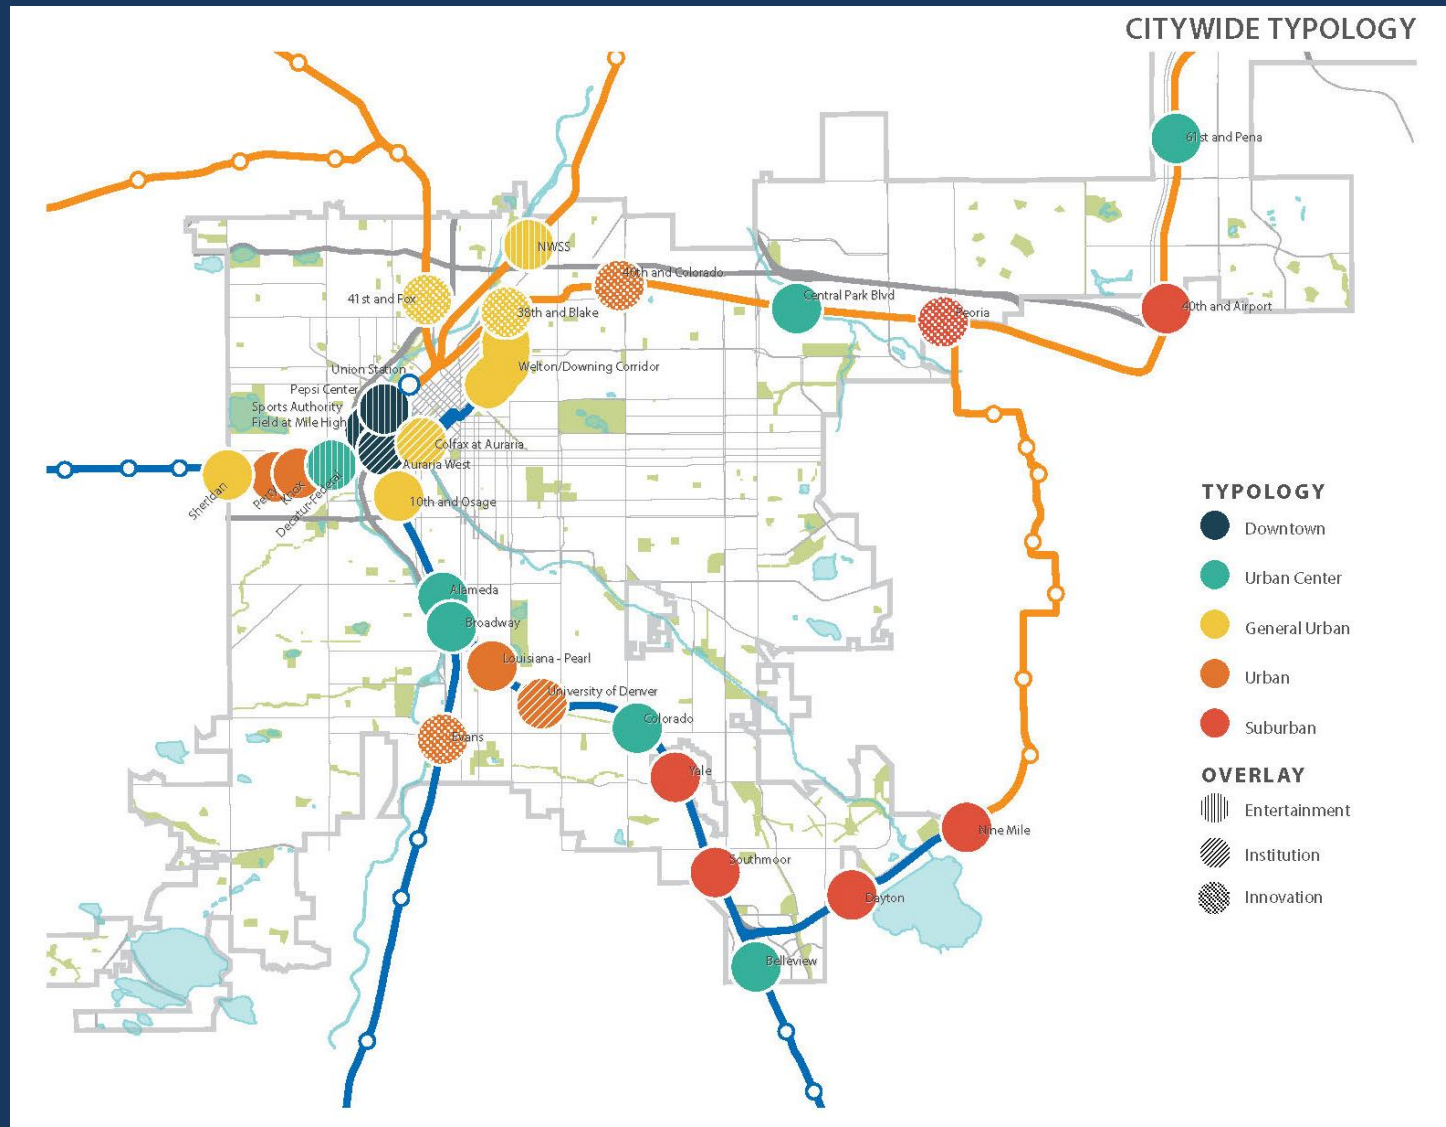 CITYWIDE TYPOLOGY
61st and Pena
NWSS
40th and Colorado
41st and Fox
38th and Blake
Central Park Blvd
Peoria
40th and Airport
Union Station
Welton/Downing Corridor
Pepsi Center
Sports Authority
Field at Mile High
Colfax at Auraria
Auraria West
Sheridan
Perry
Knox
Decatur-Federal
10th and Osage
Alameda
Broadway
Louisiana - Pearl
University of Denver
Colorado
Evans
Yale
Southmoor
Nine Mile
Dayton
Belleview
TYPOLOGY
Downtown
Urban Center
General Urban
Urban
Suburban
OVERLAY
Entertainment
Institution
Innovation